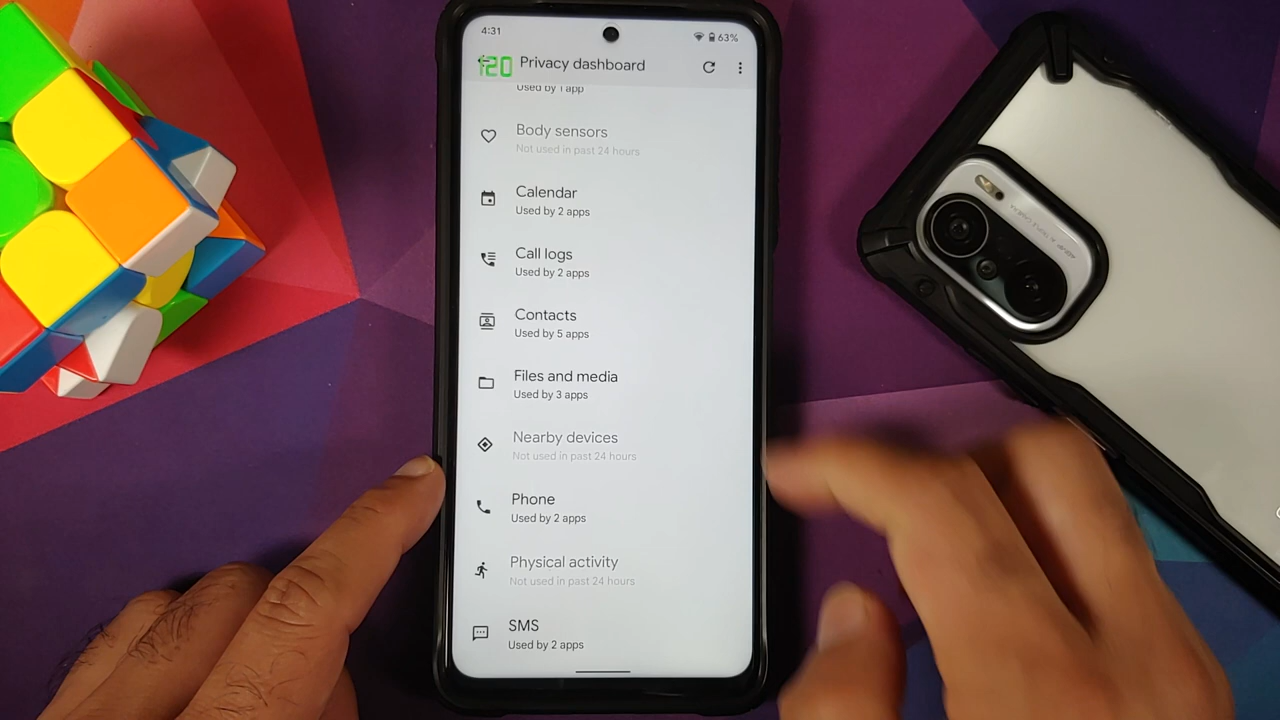 4:31
63%
120 Privacy dashboard
Used by 1 app
Body sensors
Not used in past 24 hours
Calendar
Used by 2 apps
Call logs
Used by 2 apps
Contacts
Used by 5 apps
Files and media
Used by 3 apps
Nearby devices
Not used in past 24 hours
Phone
Used by 2 apps
Physical activity
Not used in past 24 hours
SMS
Used by 2 apps